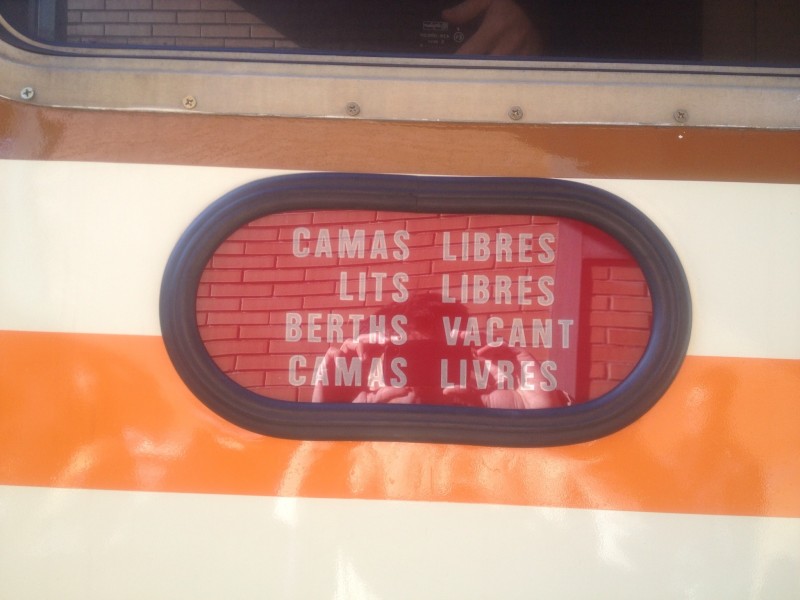 CAMAS LIBRES
LITS LIBRES
BERTHS VACANT
CAMAS LIVRES